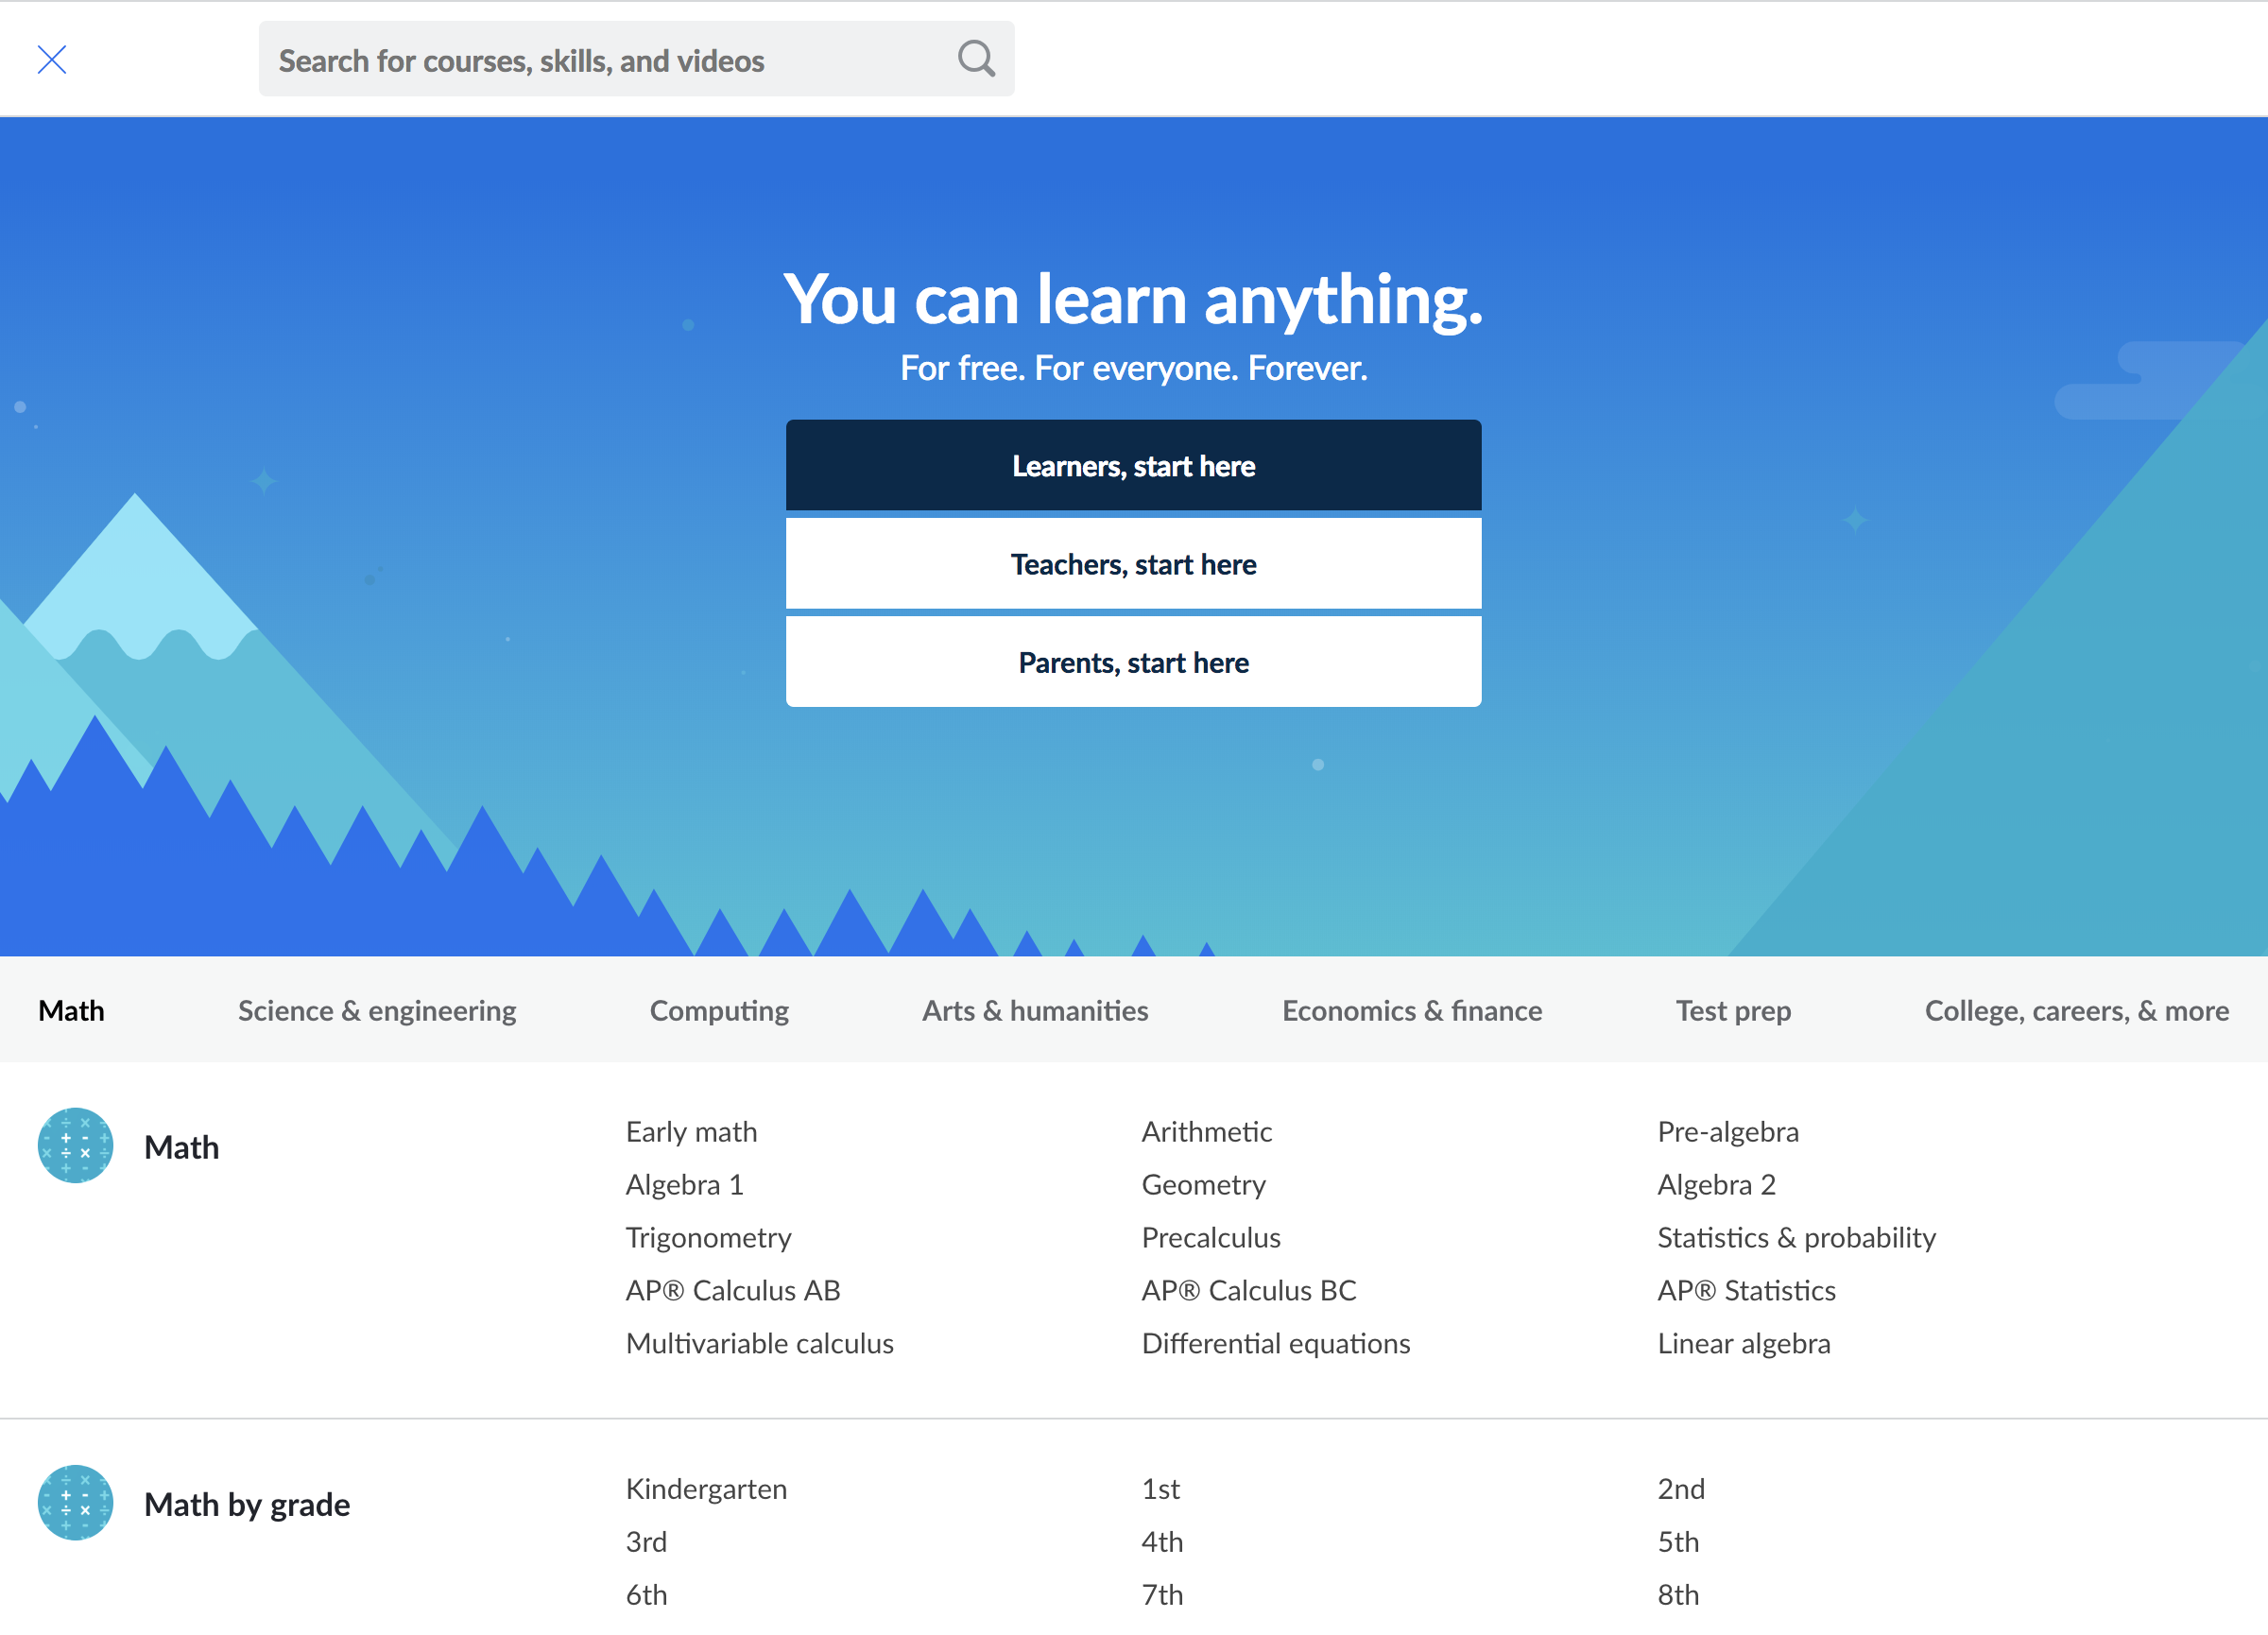 Search for courses, skills, and videos
You can learn anything.
For free. For everyone. Forever.
Learners, start here
Teachers, start here
Parents, start here
Math Science & engineering Computing Arts & humanities Economics & finance Test prep College, careers, & more
Math
Early math Arithmetic Pre-algebra
Algebra 1 Geometry Algebra 2
Trigonometry Precalculus Statistics & probability
AP® Calculus AB AP® Calculus BC AP® Statistics
Multivariable calculus Differential equations Linear algebra
Math by grade
Kindergarten 1st 2nd
3rd 4th 5th
6th 7th 8th